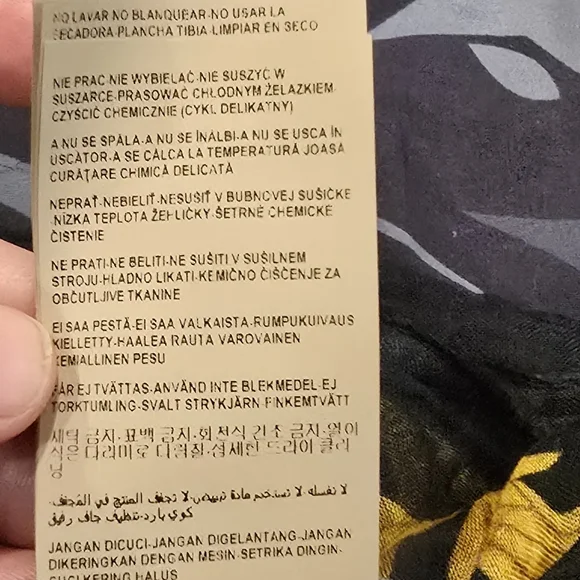 NO LAVAR·NO BLANQUEAR·NO USAR LA
SECADORA·PLANCHA TIBIA·LIMPIAR EN SECO
NIE PRAĆ·NIE WYBIELAĆ·NIE SUSZYĆ W
SUSZARCE·PRASOWAĆ CHŁODNYM ŻELAZKIEM·
CZYŚCIĆ CHEMICZNIE (CYKL DELIKATNY)
A NU SE SPĂLA·A NU SE ÎNĂLBI·A NU SE USCA ÎN
USCĂTOR·A SE CĂLCA LA TEMPERATURĂ JOASĂ
CURĂŢARE CHIMICĂ DELICATĂ
NEPRAŤ·NEBIELIŤ·NESUŠIŤ V BUBNOVEJ SUŠIČKE
·NÍZKA TEPLOTA ŽEHLIČKY·ŠETRNÉ CHEMICKÉ
ČISTENIE
NE PRATI·NE BELITI·NE SUŠITI V SUŠILNEM
STROJU·HLADNO LIKATI·KEMIČNO ČIŠČENJE ZA
OBČUTLJIVE TKANINE
EI SAA PESTÄ·EI SAA VALKAISTA·RUMPUKUIVAUS
KIELLETTY·HAALEA RAUTA VAROVAINEN
KEMIALLINEN PESU
FÅR EJ TVÄTTAS·ANVÄND INTE BLEKMEDEL·EJ
TORKTUMLING·SVALT STRYKJÄRN·FINKEMTVÄTT
세탁 금지·표백 금지·회전식 건조 금지·열이
식은 다리미로 다림질·섬세한 드라이 클리
닝
لا تغسله·لا تستخدم مادة تبييض·لا تجفف المنتج في المجفف·
كوي بارد·تنظيف جاف رقيق
JANGAN DICUCI·JANGAN DIGELANTANG·JANGAN
DIKERINGKAN DENGAN MESIN·SETRIKA DINGIN·
CUCI KERING HALUS